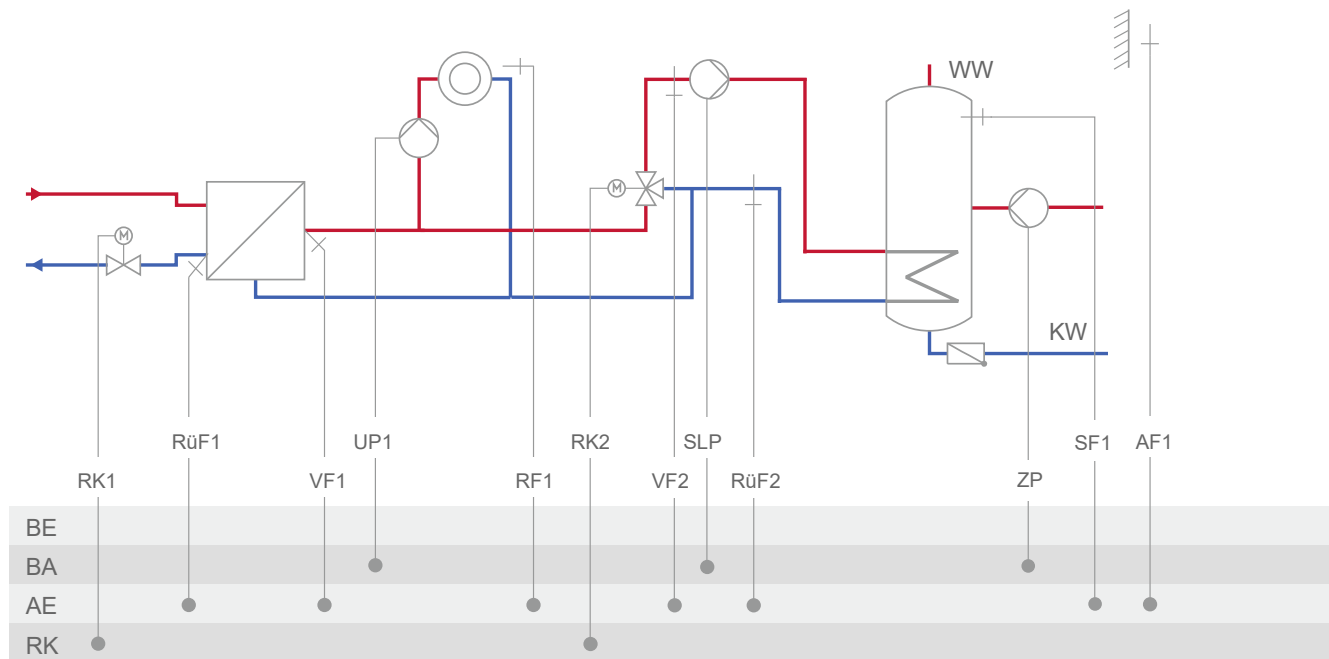 WW
M
M
KW
RüF1
UP1
RK2
SLP
SF1
AF1
RK1
VF1
RF1
VF2
RüF2
ZP
BE
BA
AE
RK